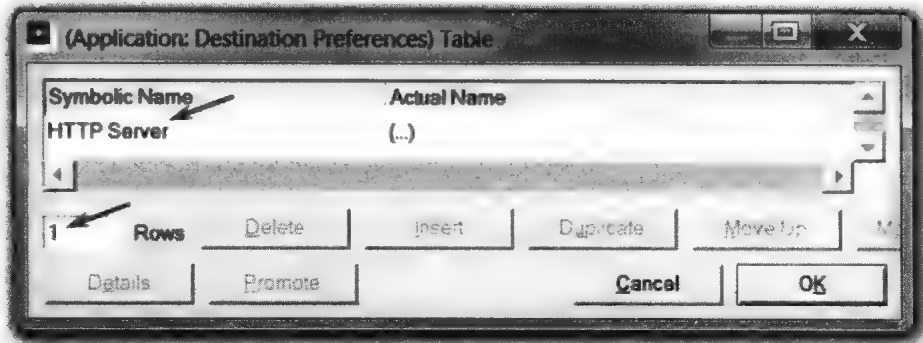 (Application: Destination Preferences) Table
Symbolic Name Actual Name
HTTP Server (...)
1 Rows Delete Insert Duplicate Move Up M
Details Promote Cancel OK